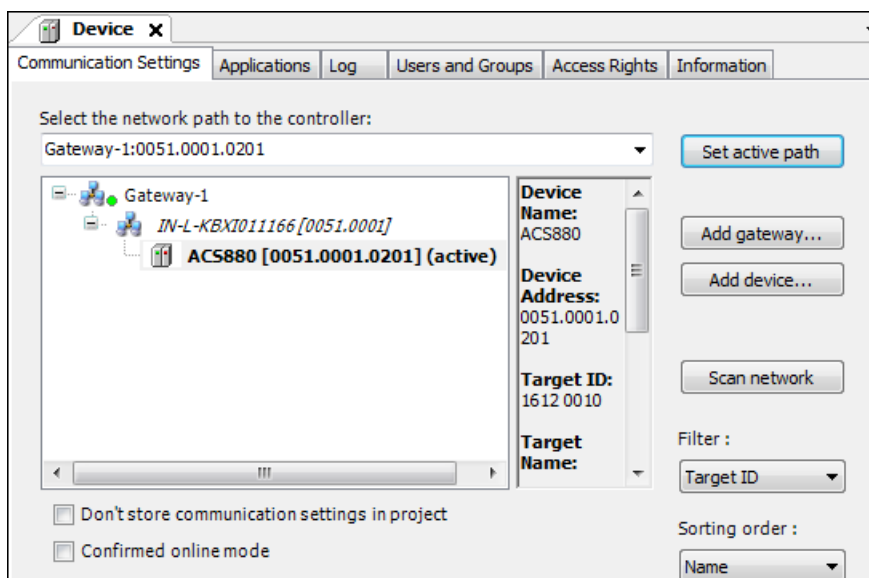 Device
Communication Settings
Applications
Log
Users and Groups
Access Rights
Information
Select the network path to the controller:
Gateway-1:0051.0001.0201
Set active path
Gateway-1
IN-L-KBXI011166 [0051.0001]
ACS880 [0051.0001.0201] (active)
Device
Name:
ACS880
Device
Address:
0051.0001.0
201
Target ID:
1612 0010
Target
Name:
Add gateway...
Add device...
Scan network
Filter :
Target ID
Sorting order :
Name
Don't store communication settings in project
Confirmed online mode